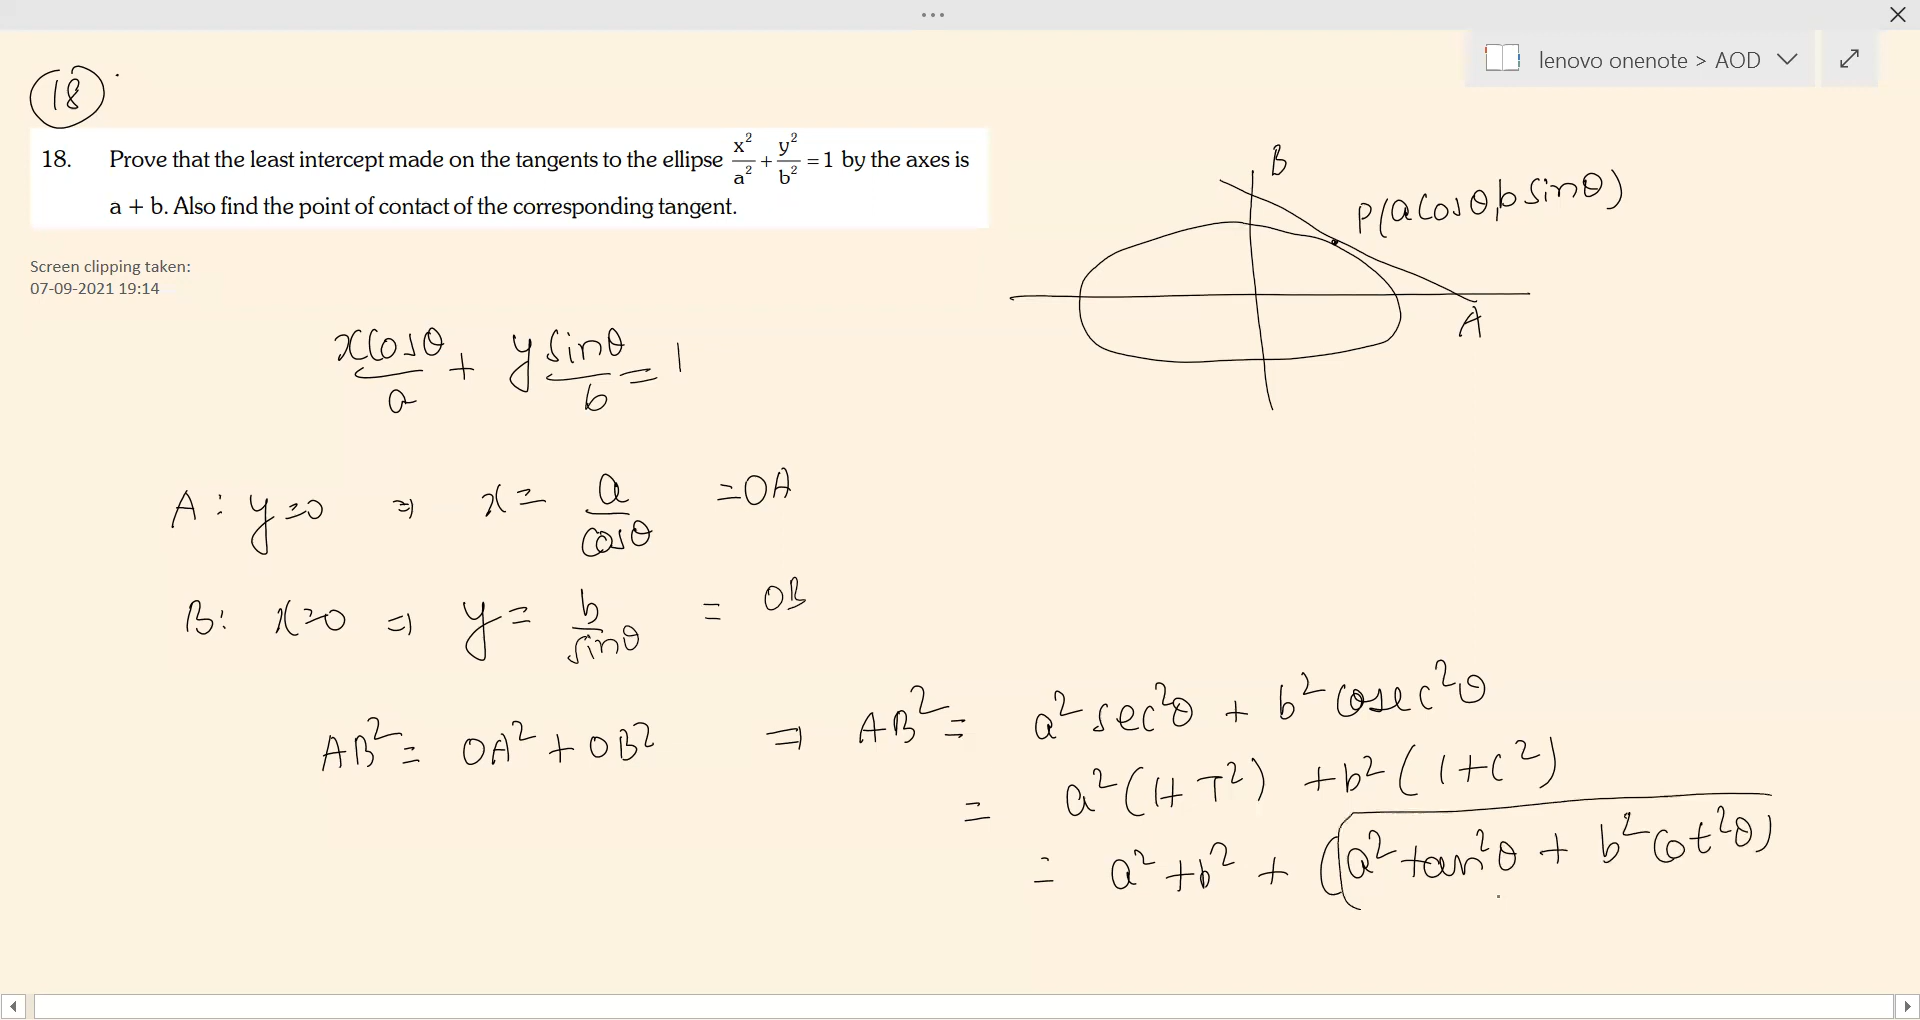 lenovo onenote > AOD
18
18. Prove that the least intercept made on the tangents to the ellipse x²/a² + y²/b² = 1 by the axes is
a + b. Also find the point of contact of the corresponding tangent.
Screen clipping taken:
07-09-2021 19:14
B
P(a cosθ, b sinθ)
A
x cosθ/a + y sinθ/b = 1
A : y=0 ⇒ x = a/cosθ = OA
B : x=0 ⇒ y = b/sinθ = OB
AB² = OA² + OB² ⇒ AB² = a² sec²θ + b² cosec²θ
= a²(1+T²) + b²(1+c²)
= a² + b² + (a² tan²θ + b² cot²θ)